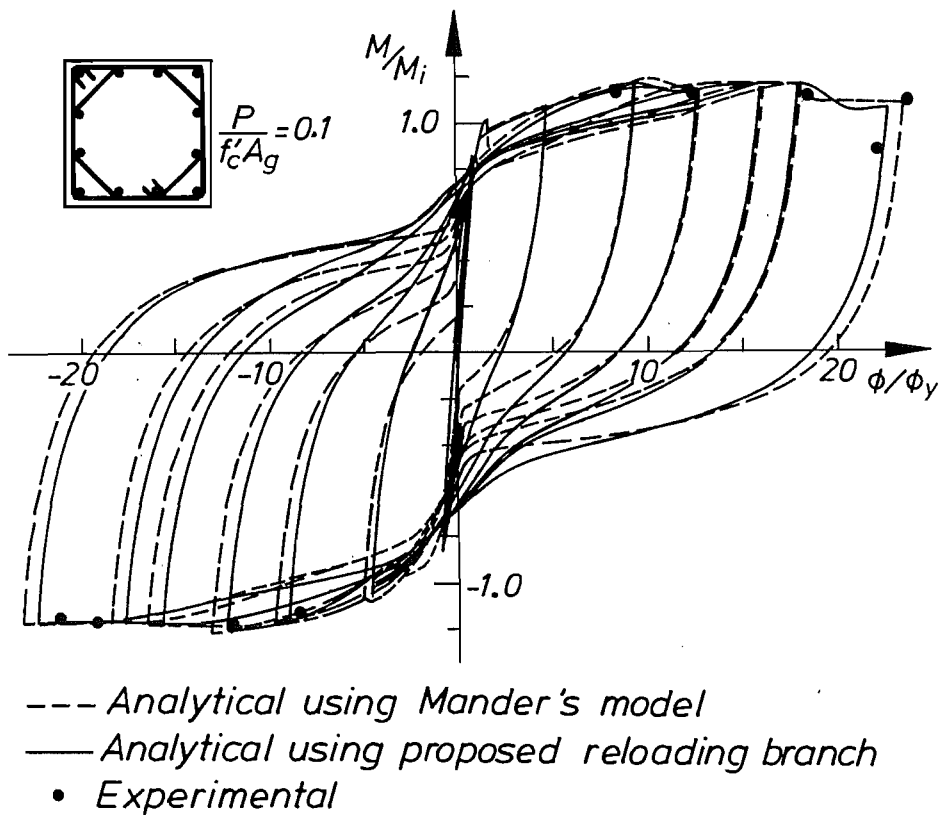 M/Mi
1.0
P/f'cAg = 0.1
-20
-10
10
20
ϕ/ϕy
-1.0
--- Analytical using Mander's model
—— Analytical using proposed reloading branch
• Experimental